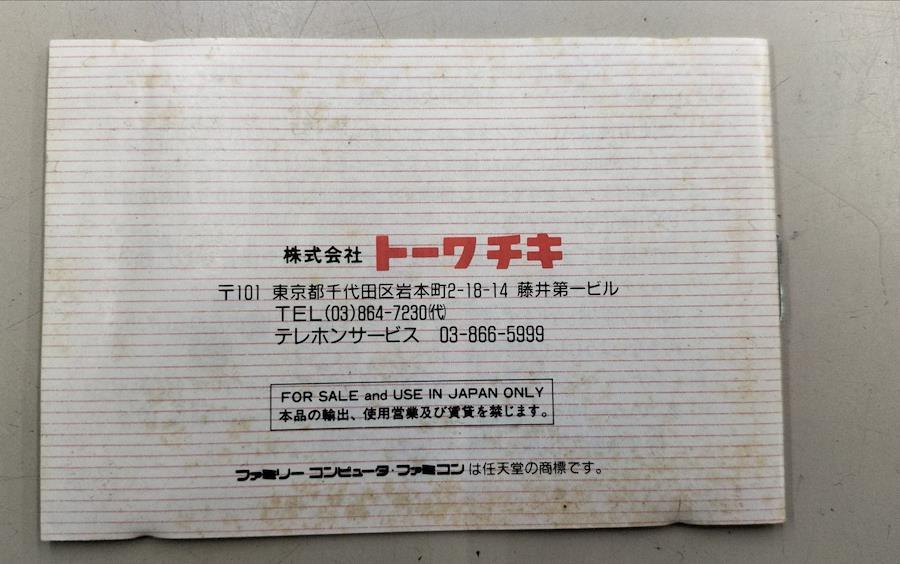 株式会社 トーワチキ
〒101 東京都千代田区岩本町2-18-14 藤井第一ビル
TEL(03)864-7230㈹
テレホンサービス 03-866-5999
FOR SALE and USE IN JAPAN ONLY
本品の輸出、使用営業及び賃貸を禁じます。
ファミリーコンピュータ・ファミコンは任天堂の商標です。